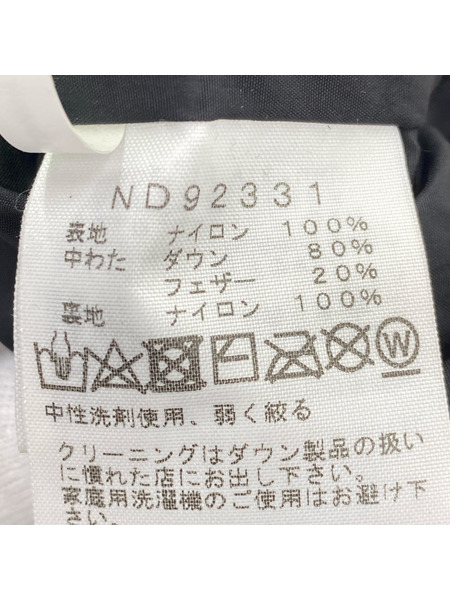 ND92331
表地 ナイロン 100%
中わた ダウン 80%
フェザー 20%
裏地 ナイロン 100%
W
中性洗剤使用、弱く絞る
クリーニングはダウン製品の扱い
に慣れた店にお出し下さい。
家庭用洗濯機のご使用はお避け下
さい。